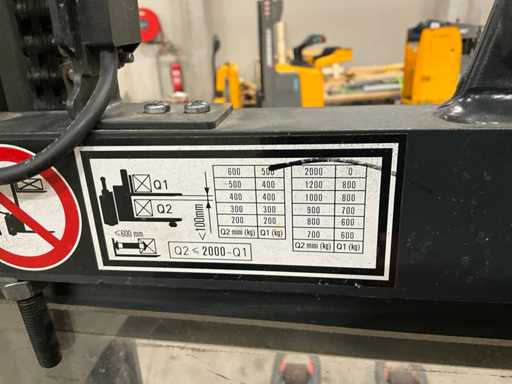 Q1
Q2
≤600 mm
<100mm
Q2 ≤ 2000-Q1
600 500
500 400
400 400
300 300
200 200
Q2 mini (kg) Q1 (kg)
2000 0
1200 800
1000 800
900 700
800 600
700 600
Q2 mini (kg) Q1 (kg)